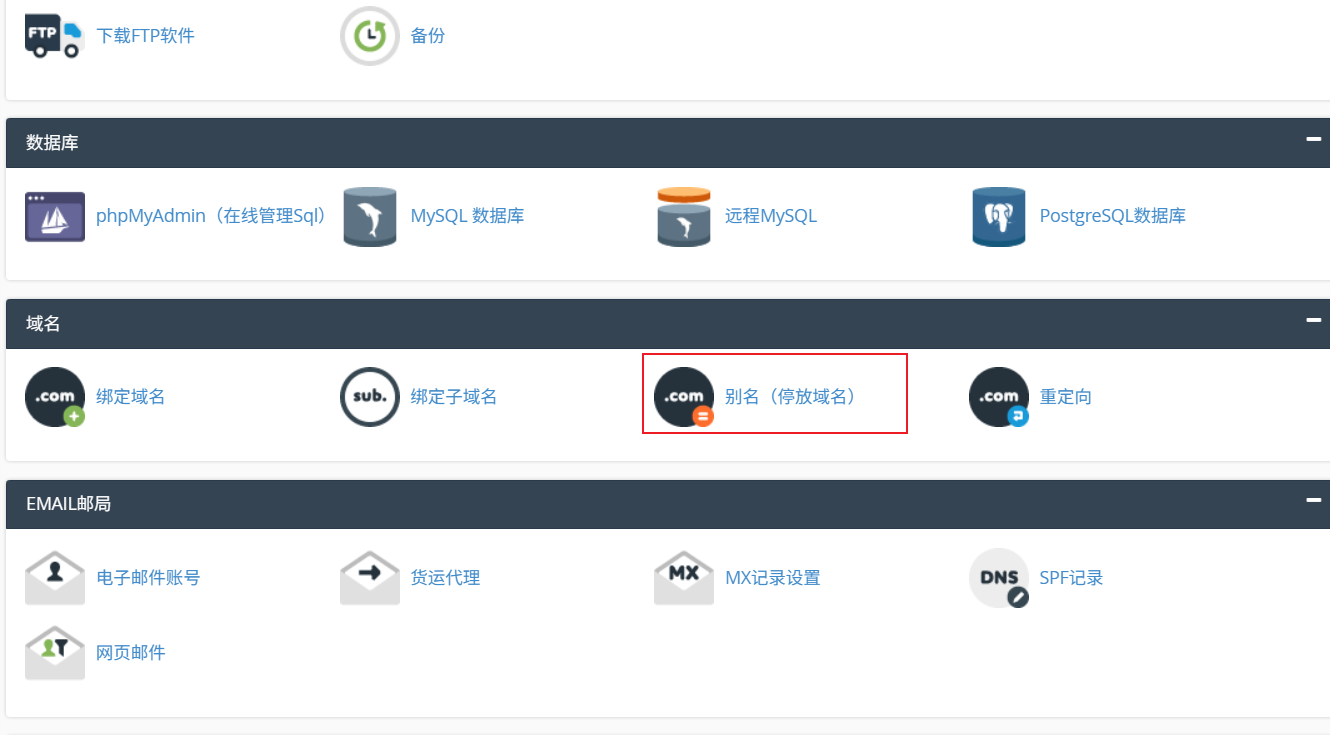 FTP 下载FTP软件 备份
数据库
phpMyAdmin（在线管理Sql） MySQL 数据库 远程MySQL PostgreSQL数据库
域名
.com 绑定域名 sub. 绑定子域名 .com 别名（停放域名） .com 重定向
EMAIL邮局
电子邮件账号 货运代理 MX MX记录设置 DNS SPF记录
网页邮件